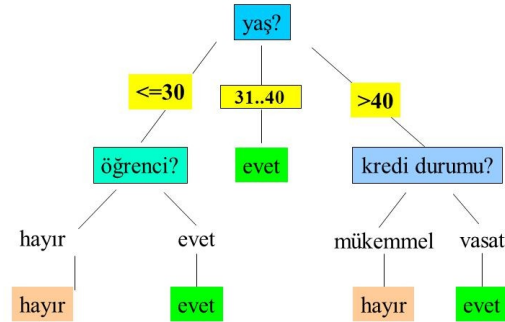 yaş?
<=30
31..40
>40
öğrenci?
evet
kredi durumu?
hayır
evet
mükemmel
vasat
hayır
evet
hayır
evet